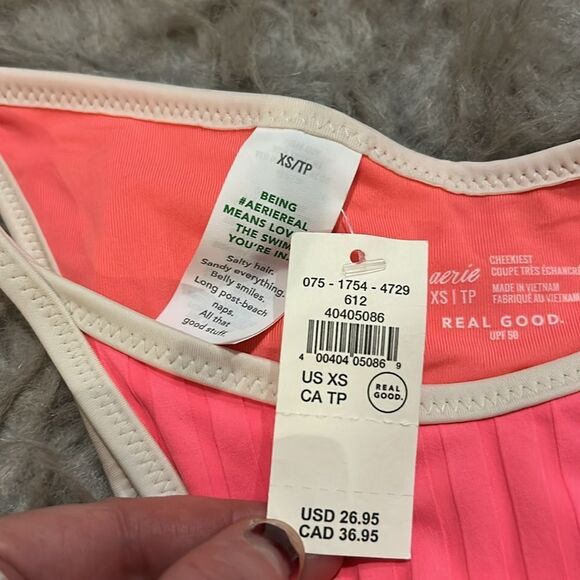 XS/TP
BEING
#AERIEREAL
MEANS LOV
THE SWIM
YOU'RE IN.
Salty hair.
Sandy everything.
Belly smiles.
Long post-beach
naps.
All that
good stuff.
075 - 1754 - 4729
612
40405086
4 00404 05086 9
US XS
CA TP
REAL
GOOD.
USD 26.95
CAD 36.95
aerie
XS | TP
CHEEKIEST
COUPE TRÈS ÉCHANCR
MADE IN VIETNAM
FABRIQUÉ AU VIETNAM
REAL GOOD.
UPF 50